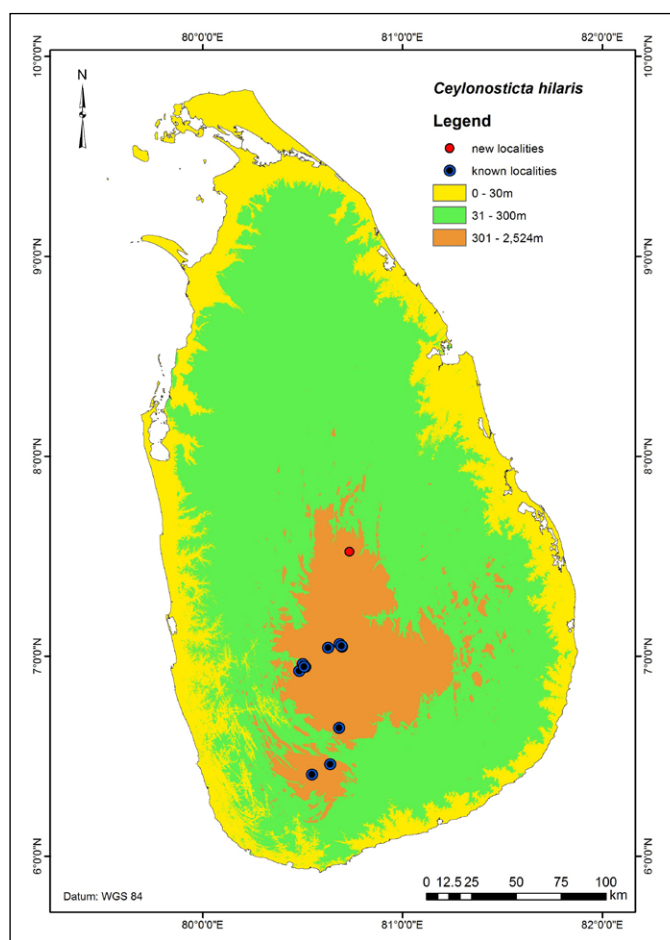 80°0'0"E 81°0'0"E 82°0'0"E
10°0'0"N 10°0'0"N
N
Ceylonosticta hilaris
Legend
new localities
known localities
0 - 30m
31 - 300m
301 - 2,524m
9°0'0"N 9°0'0"N
8°0'0"N 8°0'0"N
7°0'0"N 7°0'0"N
6°0'0"N 6°0'0"N
Datum: WGS 84
0 12.5 25 50 75 100
km
80°0'0"E 81°0'0"E 82°0'0"E